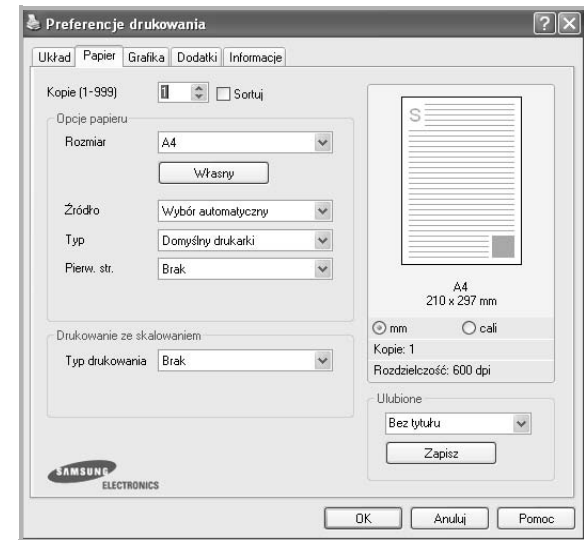 Preferencje drukowania
Układ Papier Grafika Dodatki Informacje
Kopie (1-999) 1 Sortuj
Opcje papieru
Rozmiar A4
Własny
Źródło Wybór automatyczny
Typ Domyślny drukarki
Pierw. str. Brak
Drukowanie ze skalowaniem
Typ drukowania Brak
SAMSUNG
ELECTRONICS
S
A4
210 x 297 mm
mm cali
Kopie: 1
Rozdzielczość: 600 dpi
Ulubione
Bez tytułu
Zapisz
OK Anuluj Pomoc